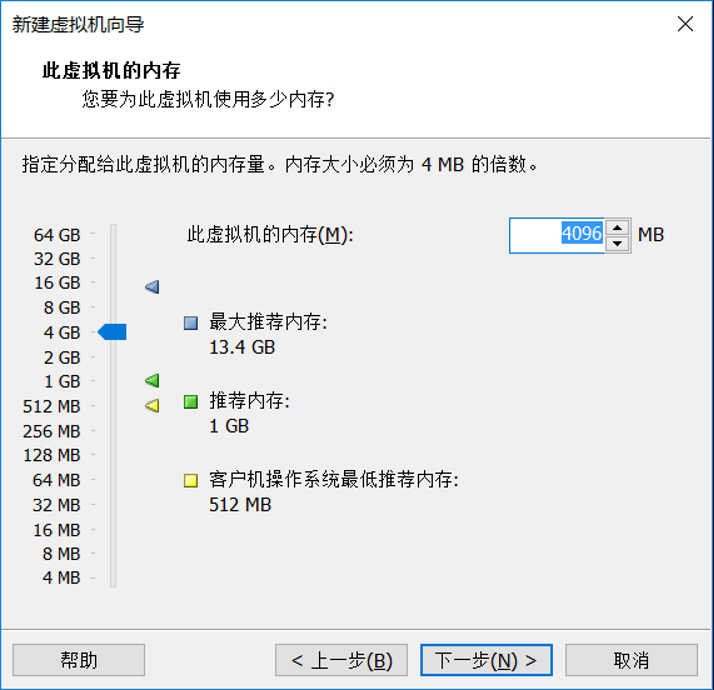 新建虚拟机向导
此虚拟机的内存
您要为此虚拟机使用多少内存?
指定分配给此虚拟机的内存量。内存大小必须为 4 MB 的倍数。
此虚拟机的内存(M):
4096 MB
64 GB
32 GB
16 GB
8 GB
4 GB
2 GB
1 GB
512 MB
256 MB
128 MB
64 MB
32 MB
16 MB
8 MB
4 MB
最大推荐内存:
13.4 GB
推荐内存:
1 GB
客户机操作系统最低推荐内存:
512 MB
帮助
< 上一步(B)
下一步(N) >
取消